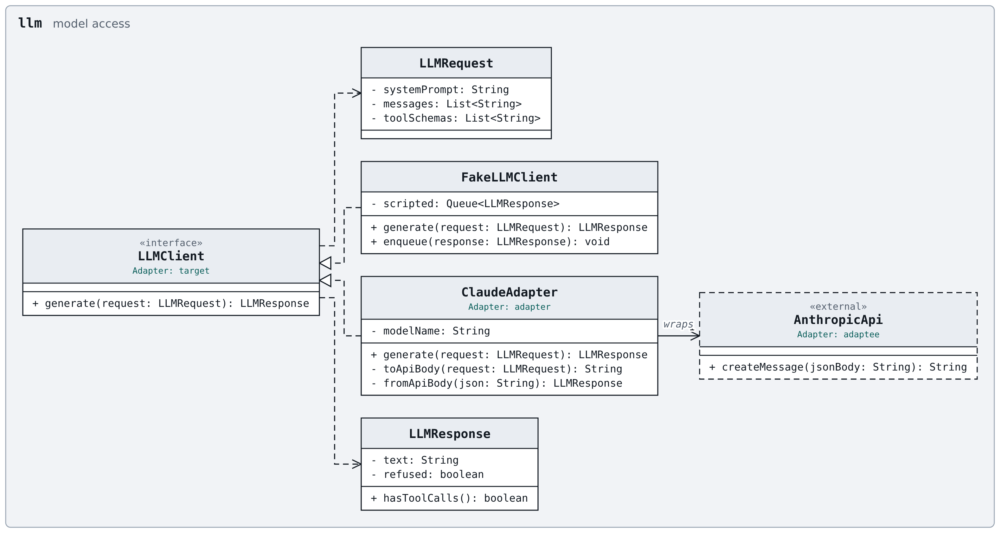 llm model access
LLMRequest
- systemPrompt: String
- messages: List<String>
- toolSchemas: List<String>
FakeLLMClient
- scripted: Queue<LLMResponse>
+ generate(request: LLMRequest): LLMResponse
+ enqueue(response: LLMResponse): void
«interface»
LLMClient
Adapter: target
+ generate(request: LLMRequest): LLMResponse
ClaudeAdapter
Adapter: adapter
- modelName: String
+ generate(request: LLMRequest): LLMResponse
- toApiBody(request: LLMRequest): String
- fromApiBody(json: String): LLMResponse
wraps
«external»
AnthropicApi
Adapter: adaptee
+ createMessage(jsonBody: String): String
LLMResponse
- text: String
- refused: boolean
+ hasToolCalls(): boolean